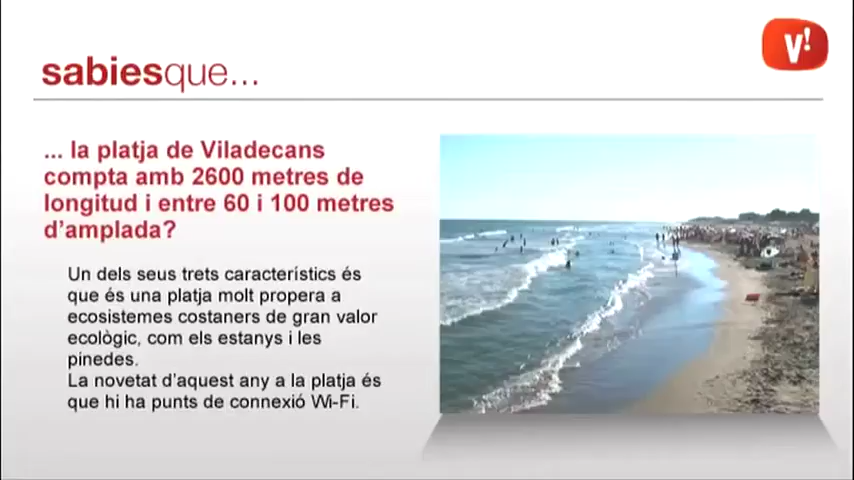 V!
sabiesque...
... la platja de Viladecans
compta amb 2600 metres de
longitud i entre 60 i 100 metres
d'amplada?
Un dels seus trets característics és
que és una platja molt propera a
ecosistemes costaners de gran valor
ecològic, com els estanys i les
pinedes.
La novetat d'aquest any a la platja és
que hi ha punts de connexió Wi-Fi.